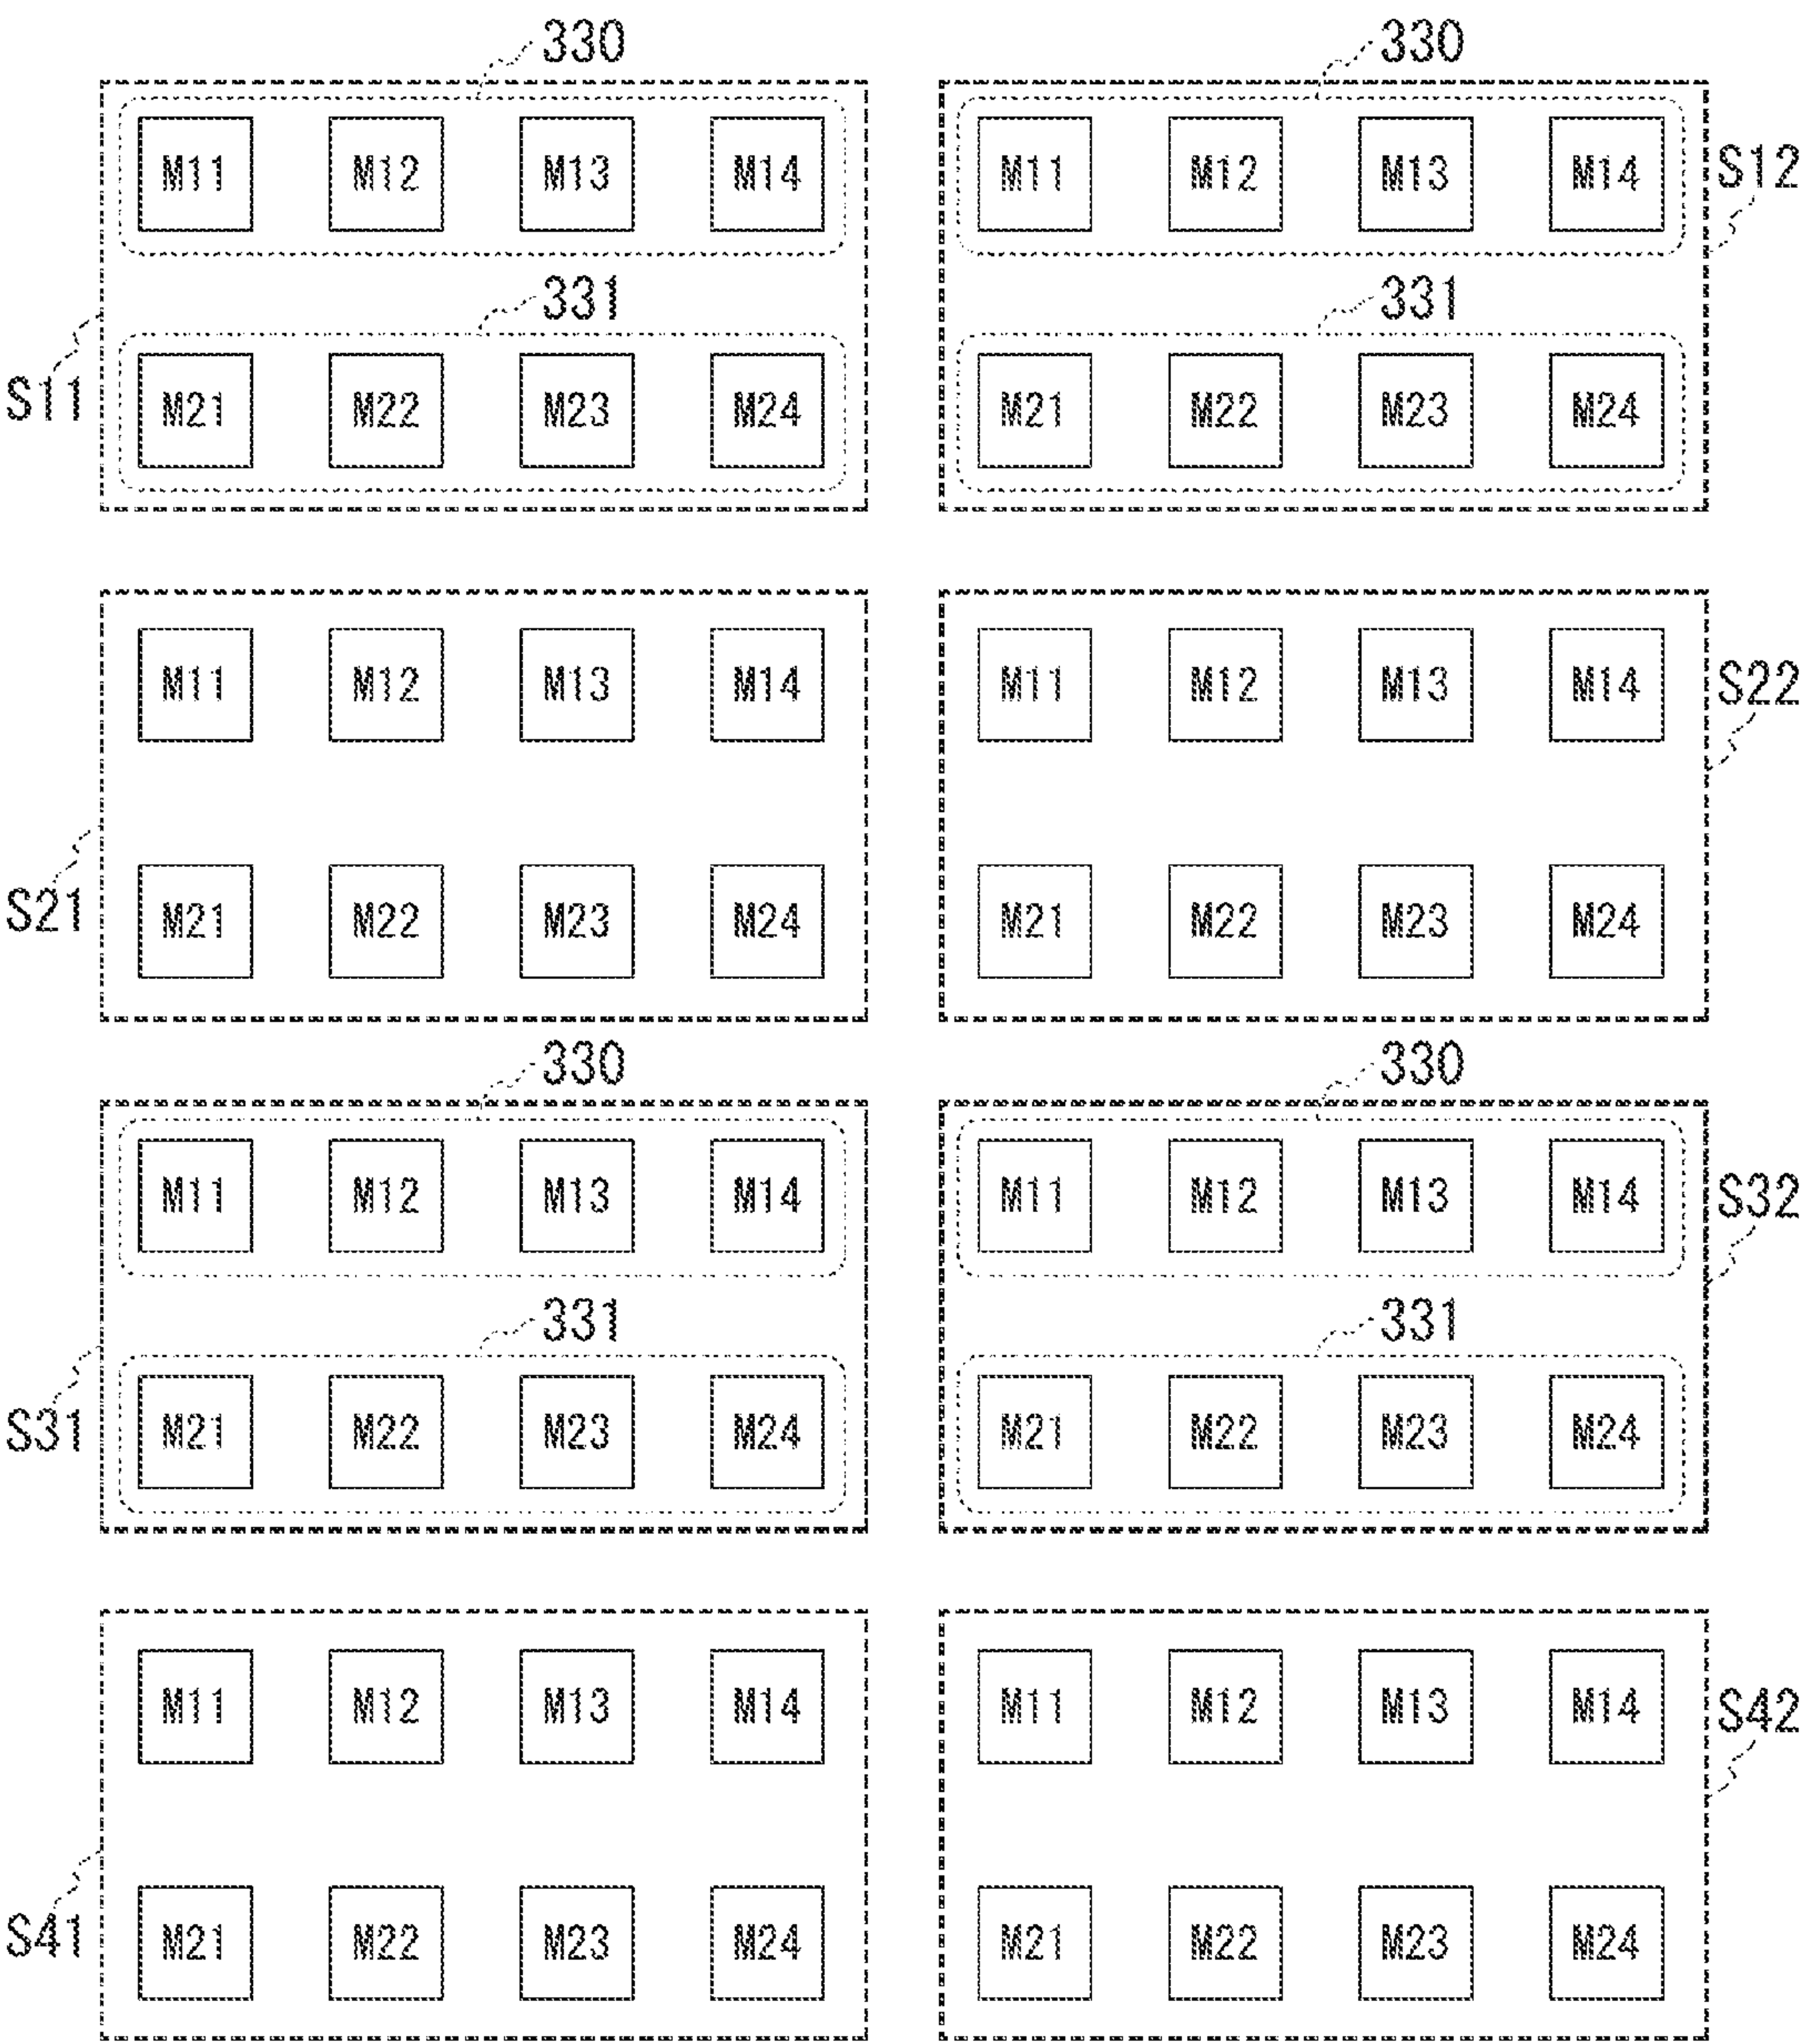 330 330
M11 M12 M13 M14 M11 M12 M13 M14 S12
331 331
S11 M21 M22 M23 M24 M21 M22 M23 M24
M11 M12 M13 M14 M11 M12 M13 M14 S22
S21 M21 M22 M23 M24 M21 M22 M23 M24
330 330
M11 M12 M13 M14 M11 M12 M13 M14 S32
331 331
S31 M21 M22 M23 M24 M21 M22 M23 M24
M11 M12 M13 M14 M11 M12 M13 M14 S42
S41 M21 M22 M23 M24 M21 M22 M23 M24